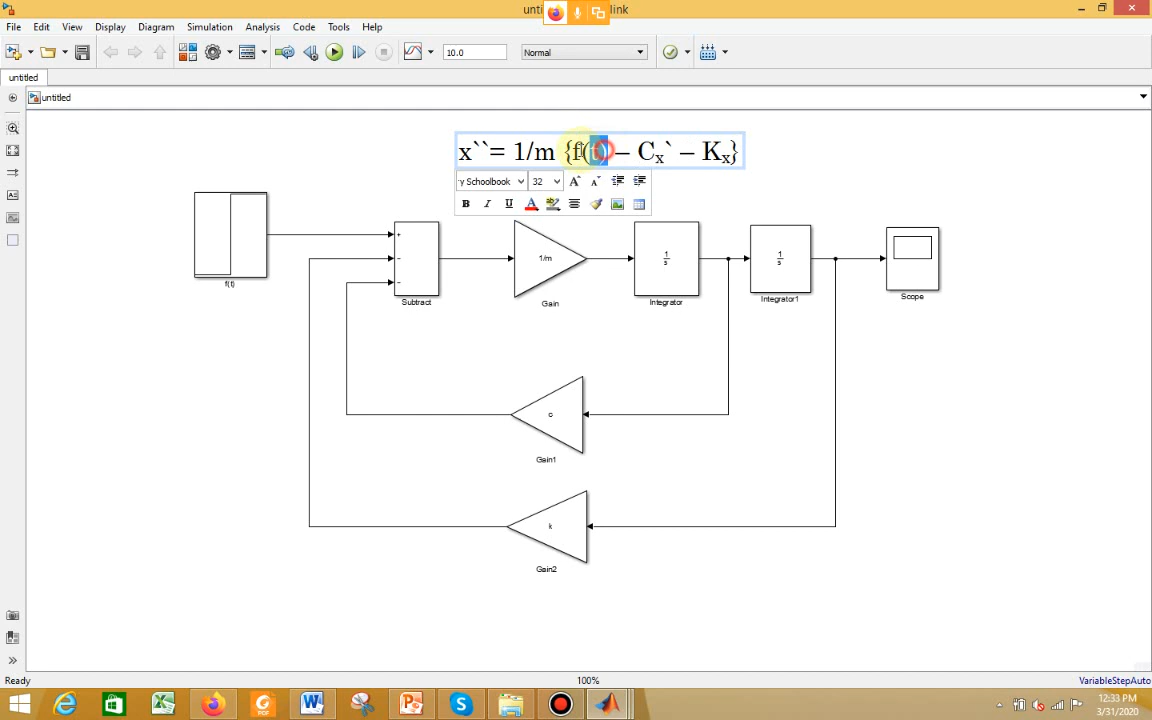 unti link
File Edit View Display Diagram Simulation Analysis Code Tools Help
10.0 Normal
untitled
untitled
x``= 1/m {f(t) – Cx` – Kx}
y Schoolbook 32 A A
B I U A
f(t)
+
−
−
Subtract
1/m
Gain
1
s
Integrator
1
s
Integrator1
Scope
c
Gain1
k
Gain2
Ready 100% VariableStepAuto
12:33 PM
3/31/2020